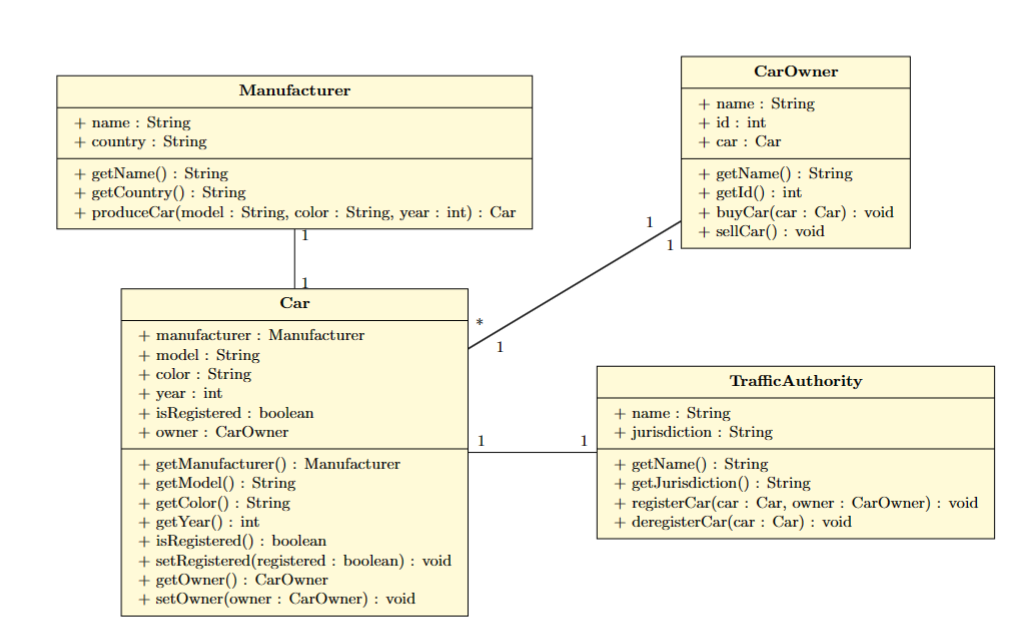 Manufacturer
+ name : String
+ country : String
+ getName() : String
+ getCountry() : String
+ produceCar(model : String, color : String, year : int) : Car
CarOwner
+ name : String
+ id : int
+ car : Car
+ getName() : String
+ getId() : int
+ buyCar(car : Car) : void
+ sellCar() : void
1
1
1
1
*
1
Car
+ manufacturer : Manufacturer
+ model : String
+ color : String
+ year : int
+ isRegistered : boolean
+ owner : CarOwner
+ getManufacturer() : Manufacturer
+ getModel() : String
+ getColor() : String
+ getYear() : int
+ isRegistered() : boolean
+ setRegistered(registered : boolean) : void
+ getOwner() : CarOwner
+ setOwner(owner : CarOwner) : void
1
1
TrafficAuthority
+ name : String
+ jurisdiction : String
+ getName() : String
+ getJurisdiction() : String
+ registerCar(car : Car, owner : CarOwner) : void
+ deregisterCar(car : Car) : void